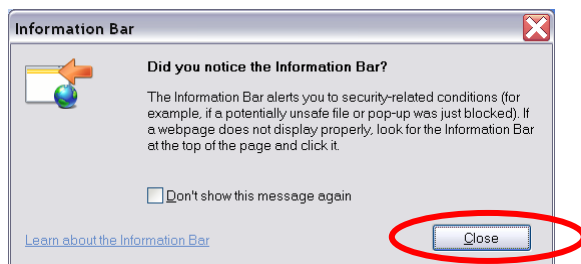 Information Bar
Did you notice the Information Bar?
The Information Bar alerts you to security-related conditions (for
example, if a potentially unsafe file or pop-up was just blocked). If
a webpage does not display properly, look for the Information Bar
at the top of the page and click it.
Don't show this message again
Learn about the Information Bar
Close